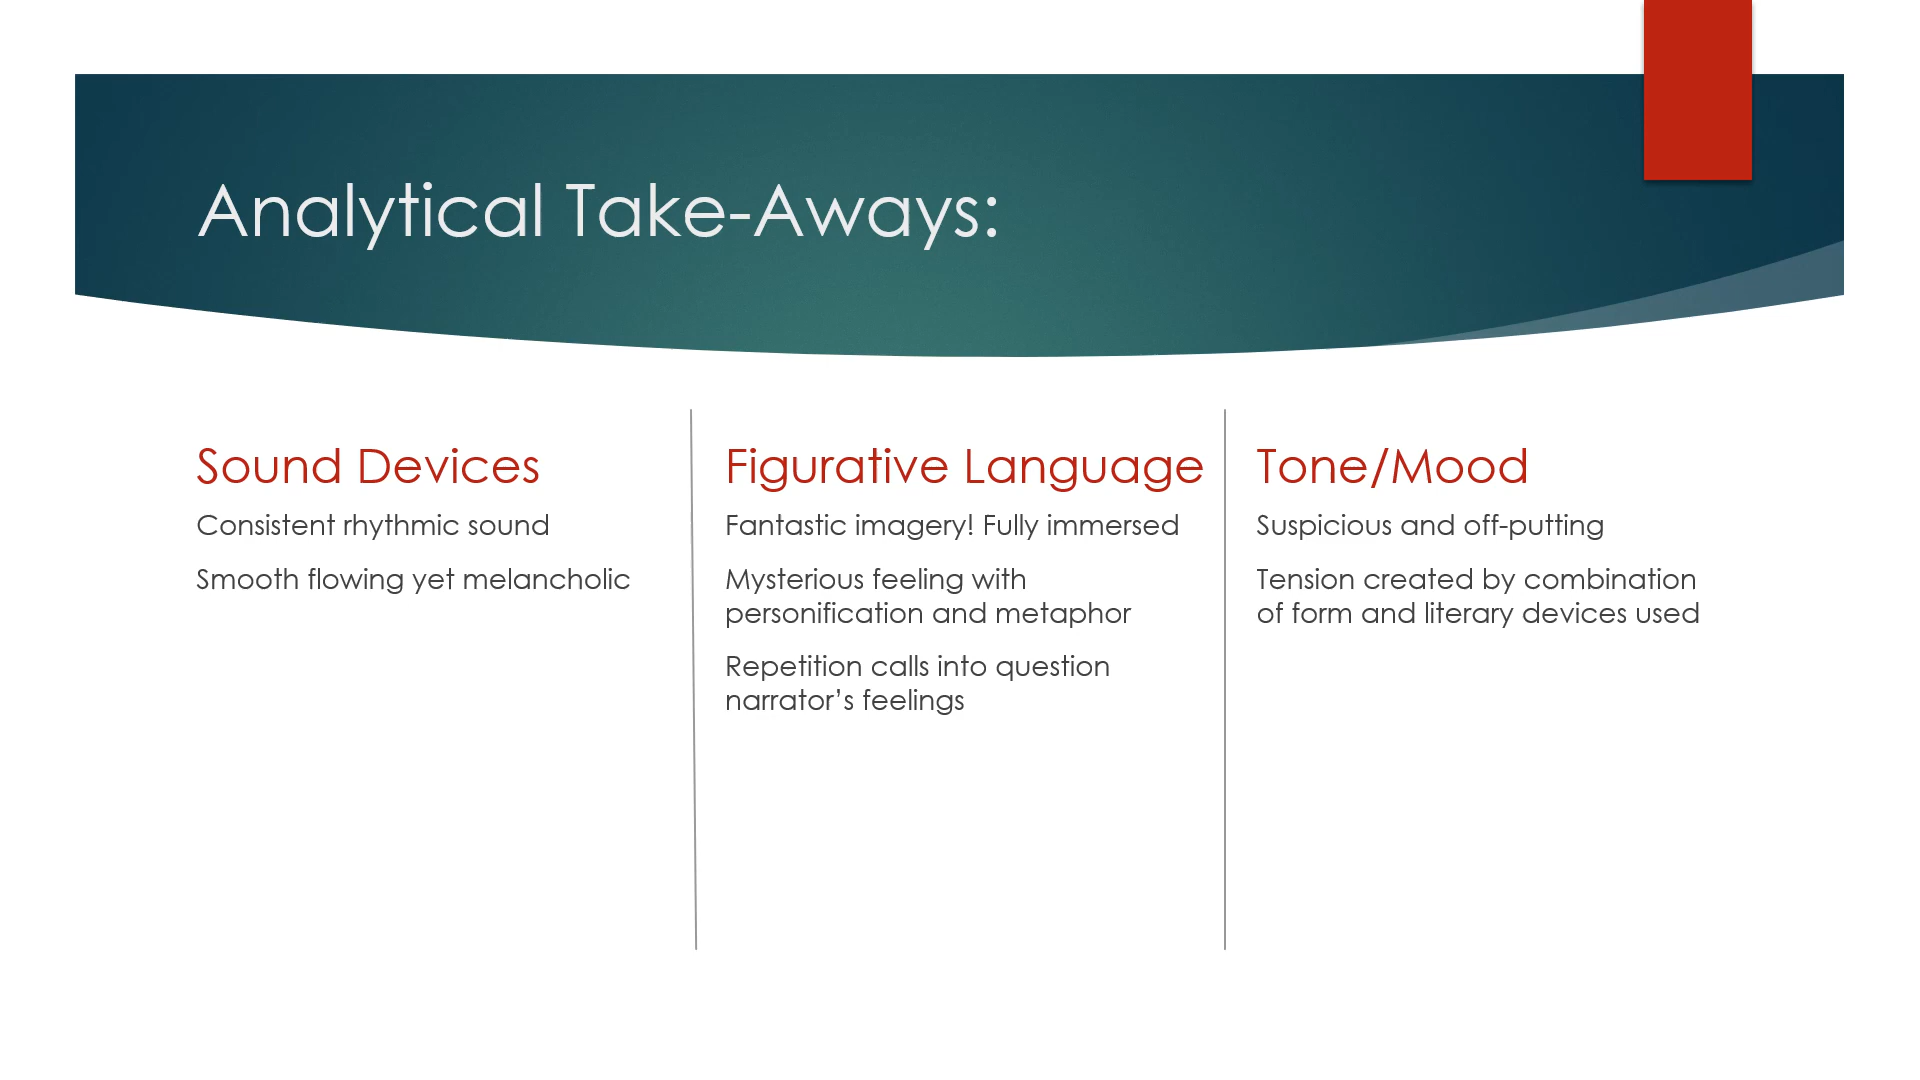 Analytical Take-Aways:
Sound Devices
Consistent rhythmic sound
Smooth flowing yet melancholic
Figurative Language
Fantastic imagery! Fully immersed
Mysterious feeling with
personification and metaphor
Repetition calls into question
narrator’s feelings
Tone/Mood
Suspicious and off-putting
Tension created by combination
of form and literary devices used